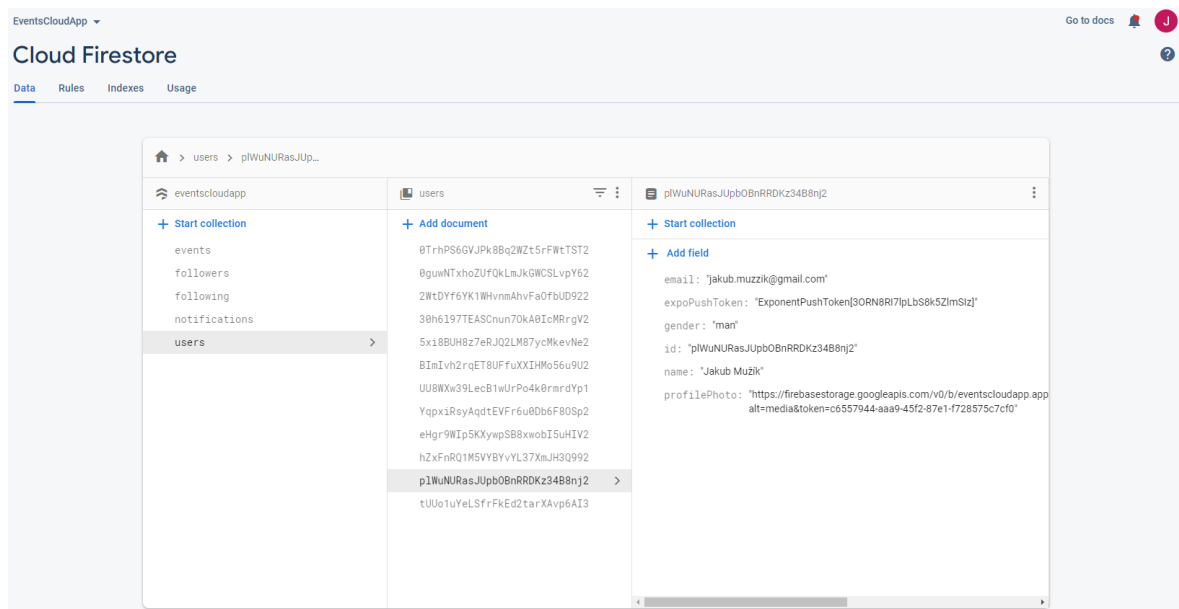 EventsCloudApp
Go to docs
J
Cloud Firestore
?
Data Rules Indexes Usage
> users > plWuNURasJUp...
eventscloudapp
users
plWuNURasJUpbOBnRRDKz34B8nj2
+ Start collection
+ Add document
+ Start collection
events
followers
following
notifications
users
0TrhPS6GVJPk8Bq2WZt5rFWtTST2
0guwNTxhoZUfQkLmJkGWCSLvpY62
2WtDYf6YK1WHvnmAhvFaOfbUD922
30h6l97TEASCnun7OkA0IcMRrgV2
5xi8BUH8z7eRJQ2LM87ycMkevNe2
BImIvh2rqET8UFfuXXIHMo56u9U2
UU8WXw39LecB1wUrPo4k0rmrdYp1
YqpxiRsyAqdtEVFr6u0Db6F8OSp2
eHgr9WIp5KXywpSB8xwobI5uHIV2
hZxFnRQ1M5VYBYvYL37XmJH3Q992
plWuNURasJUpbOBnRRDKz34B8nj2
tUUo1uYeLSfrFkEd2tarXAvp6AI3
+ Add field
email: "jakub.muzzik@gmail.com"
expoPushToken: "ExponentPushToken[3ORN8RI7lpLbS8k5ZlmSIz]"
gender: "man"
id: "plWuNURasJUpbOBnRRDKz34B8nj2"
name: "Jakub Mužík"
profilePhoto: "https://firebasestorage.googleapis.com/v0/b/eventscloudapp.app
alt=media&token=c6557944-aaa9-45f2-87e1-f728575c7cf0"